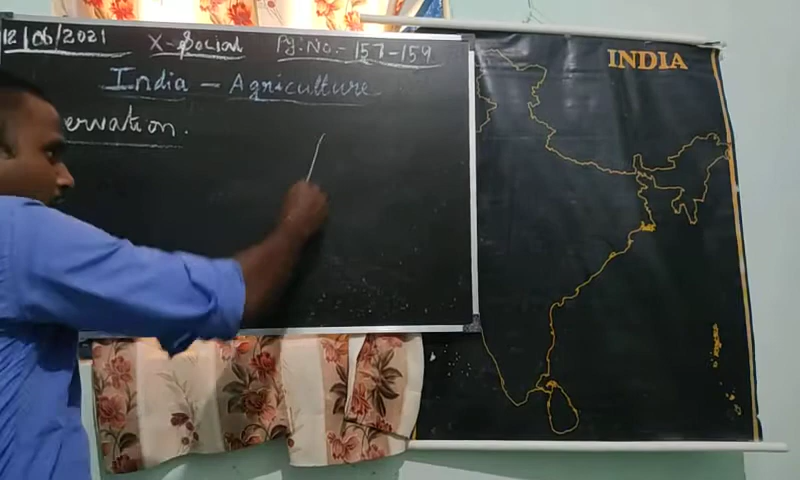 12/06/2021 X-Social Pg: No:- 157-159
India - Agriculture
ervation.
INDIA